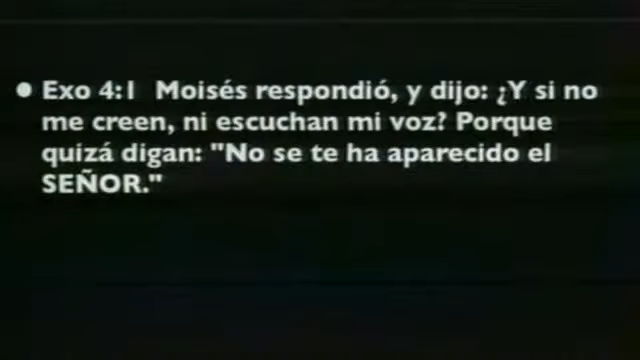 ● Exo 4:1 Moisés respondió, y dijo: ¿Y si no
me creen, ni escuchan mi voz? Porque
quizá digan: "No se te ha aparecido el
SEÑOR."